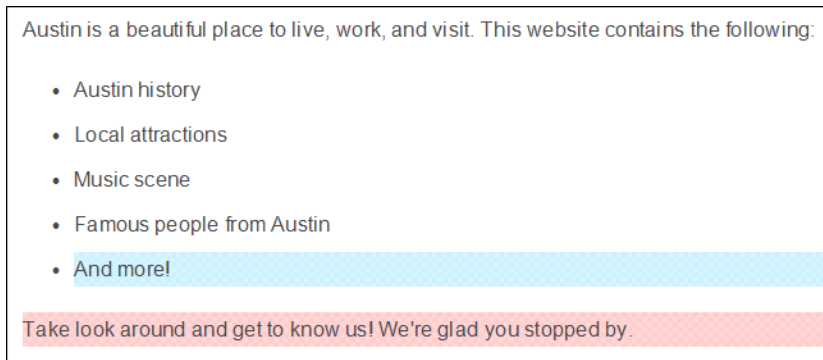 Austin is a beautiful place to live, work, and visit. This website contains the following:
• Austin history
• Local attractions
• Music scene
• Famous people from Austin
• And more!
Take look around and get to know us! We're glad you stopped by.